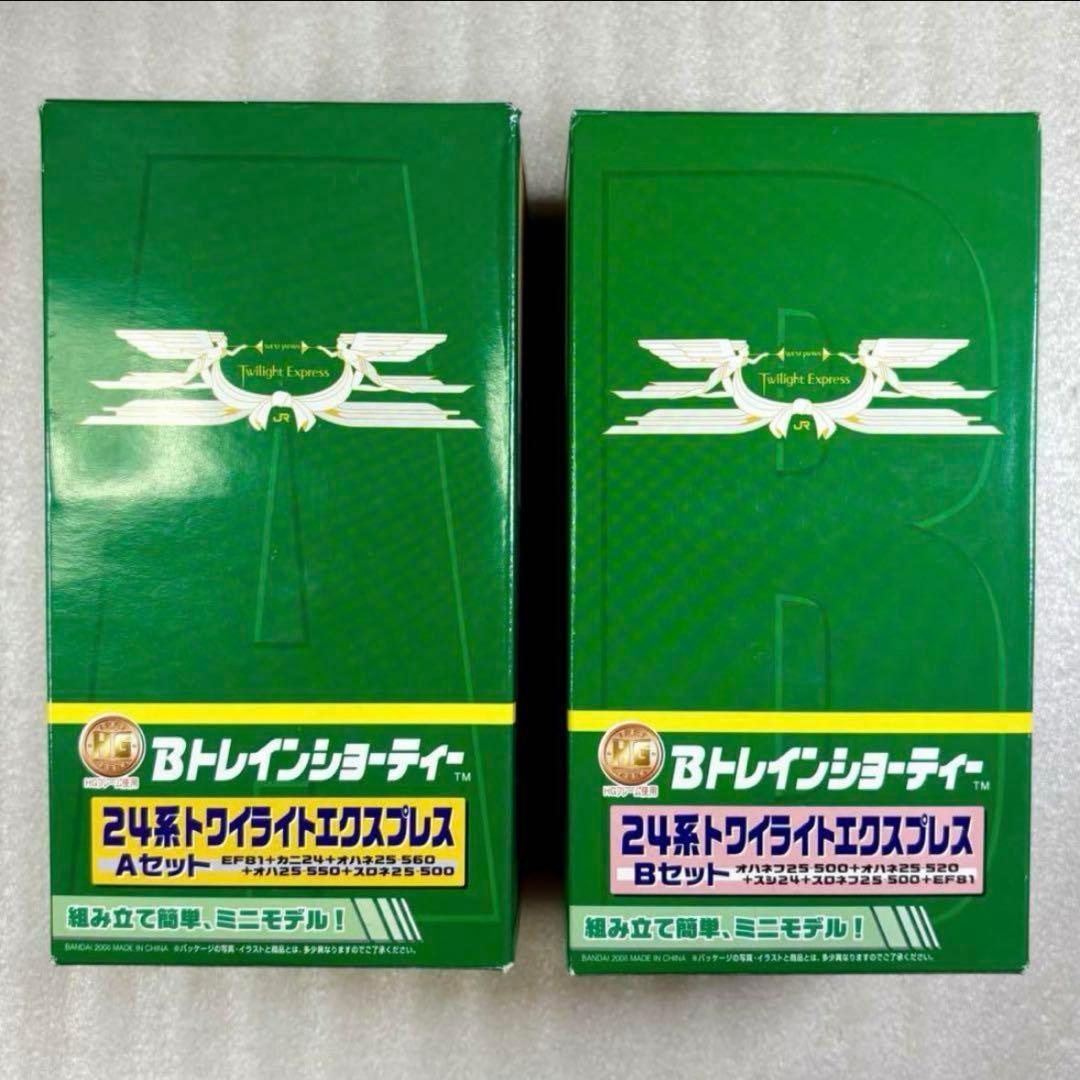 A
WEST JAPAN
Twilight Express
JR
HG
HGフレーム使用
Bトレインショーティー™
24系トワイライトエクスプレス
Aセット
EF81+カニ24+オハネ25-560
+オハ25-550+スロネ25-500
組み立て簡単、ミニモデル!
BANDAI 2006 MADE IN CHINA ※パッケージの写真・イラストと商品とは、多少異なりますのでご了承ください。
B
WEST JAPAN
Twilight Express
JR
HG
HGフレーム使用
Bトレインショーティー™
24系トワイライトエクスプレス
Bセット
オハネフ25-500+オハネ25-520
+スシ24+スロネフ25-500+EF81
組み立て簡単、ミニモデル!
BANDAI 2006 MADE IN CHINA ※パッケージの写真・イラストと商品とは、多少異なりますのでご了承ください。